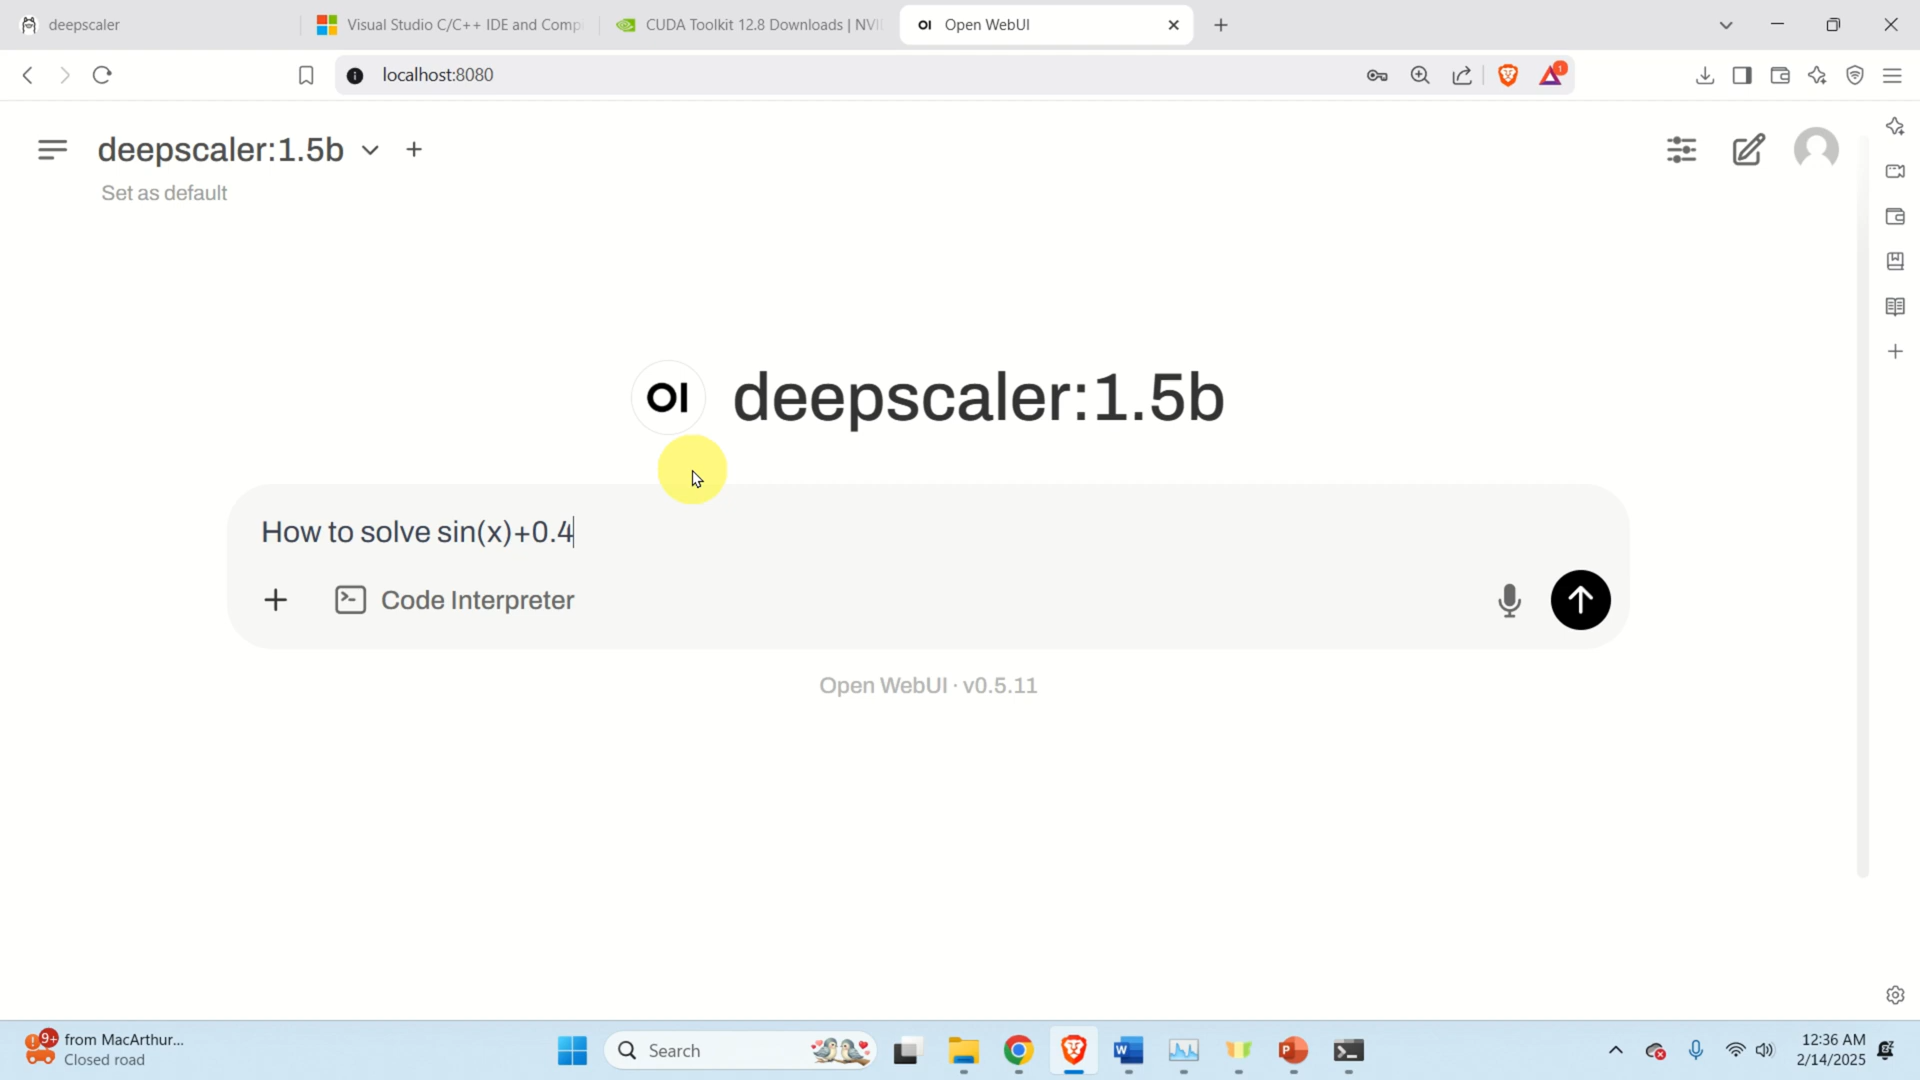 deepscaler
Visual Studio C/C++ IDE and Comp
CUDA Toolkit 12.8 Downloads | NVI
OI Open WebUI
localhost:8080
1
deepscaler:1.5b
Set as default
OI deepscaler:1.5b
How to solve sin(x)+0.4
Code Interpreter
Open WebUI · v0.5.11
9+
from MacArthur...
Closed road
Search
12:36 AM
2/14/2025